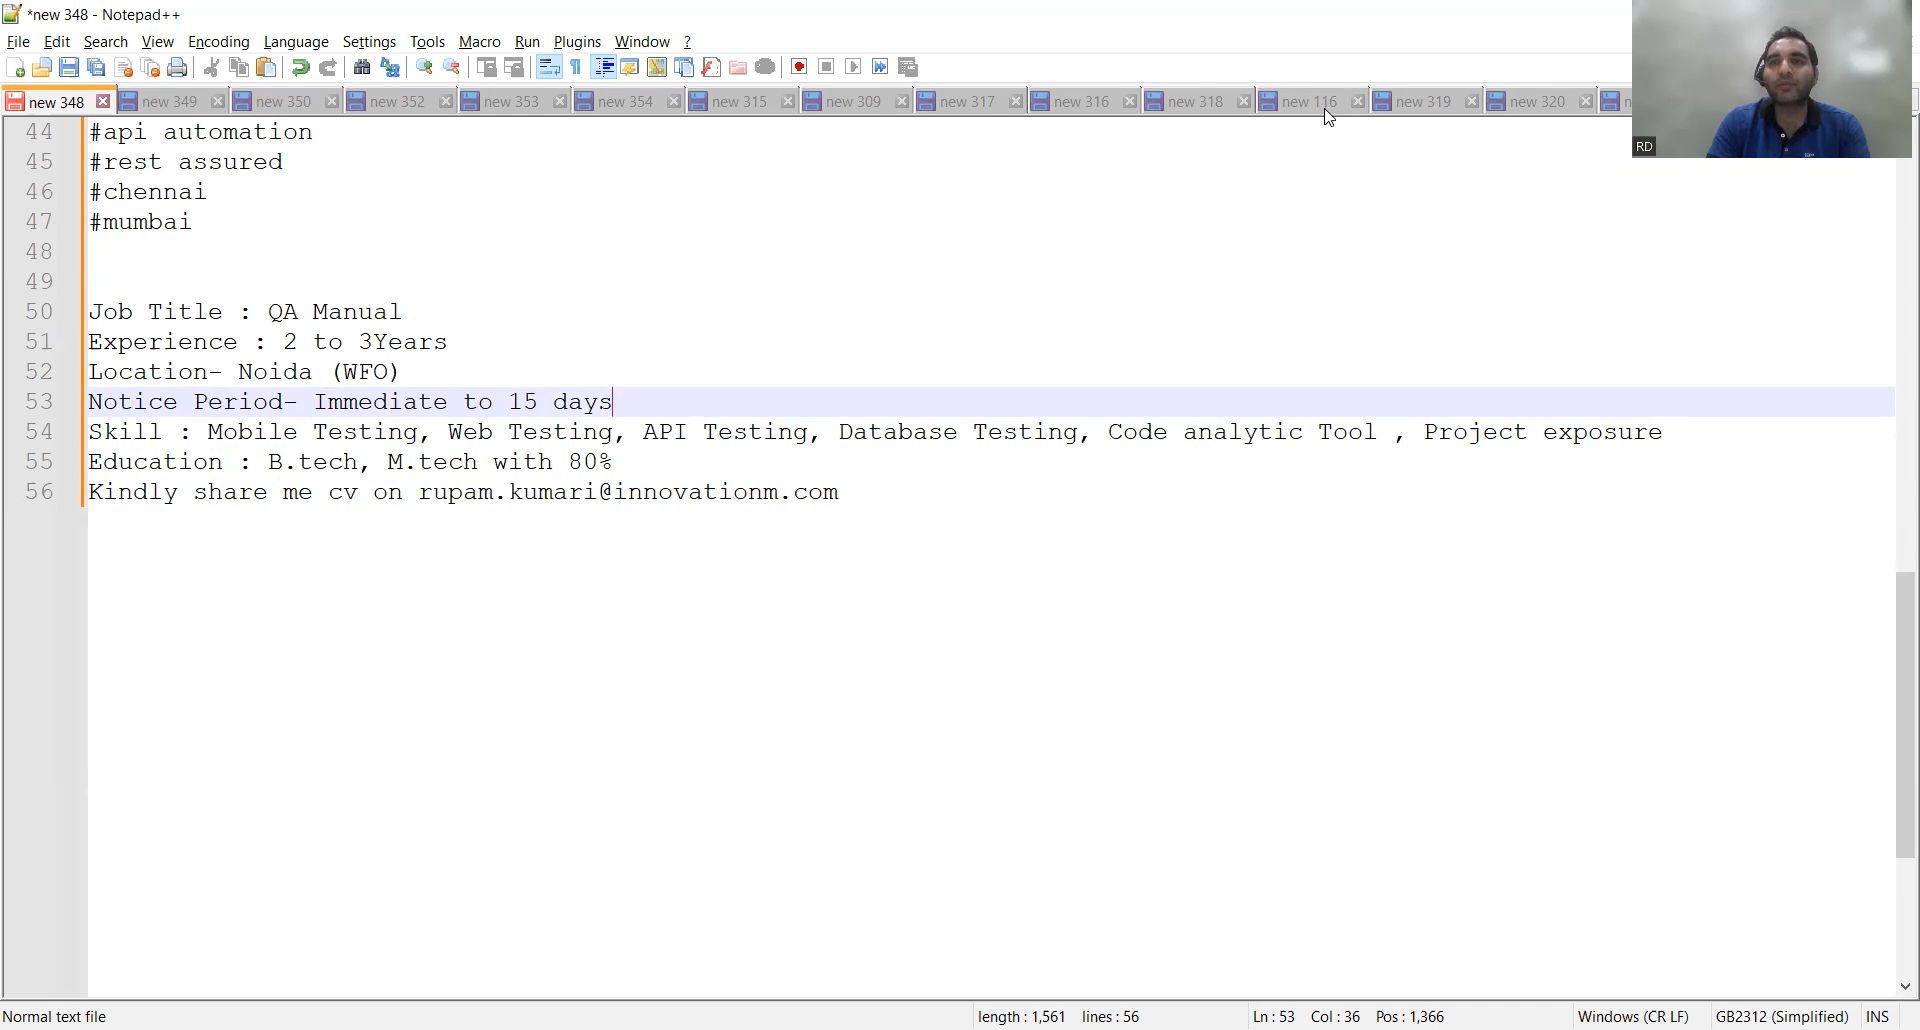 *new 348 - Notepad++
File Edit Search View Encoding Language Settings Tools Macro Run Plugins Window ?
new 348 new 349 new 350 new 352 new 353 new 354 new 315 new 309 new 317 new 316 new 318 new 116 new 319 new 320
RD
44 #api automation
45 #rest assured
46 #chennai
47 #mumbai
48
49
50 Job Title : QA Manual
51 Experience : 2 to 3Years
52 Location- Noida (WFO)
53 Notice Period- Immediate to 15 days
54 Skill : Mobile Testing, Web Testing, API Testing, Database Testing, Code analytic Tool , Project exposure
55 Education : B.tech, M.tech with 80%
56 Kindly share me cv on rupam.kumari@innovationm.com
Normal text file length : 1,561 lines : 56 Ln : 53 Col : 36 Pos : 1,366 Windows (CR LF) GB2312 (Simplified) INS